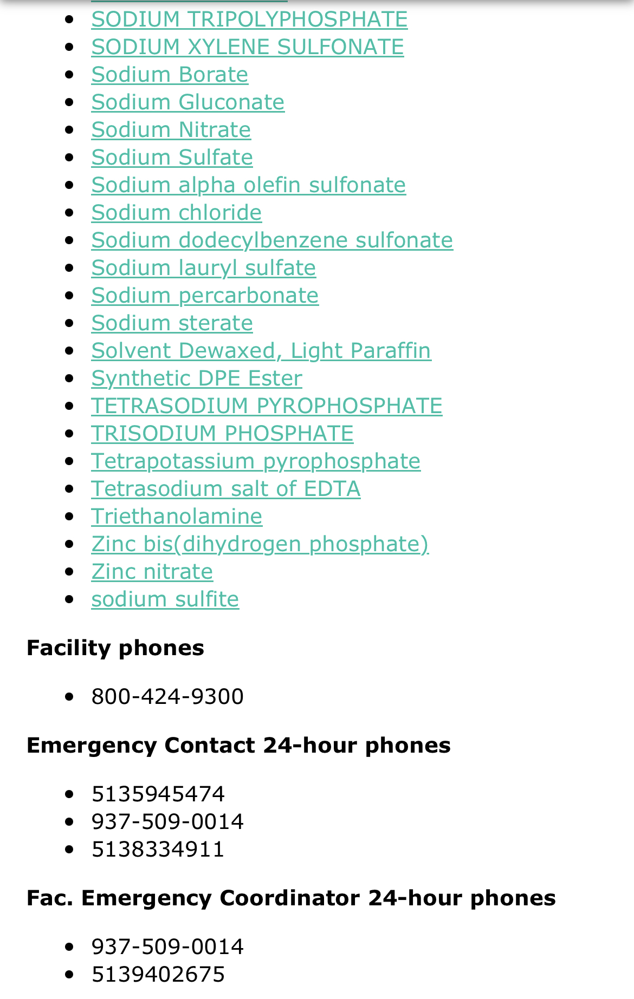 SODIUM TRIPOLYPHOSPHATE
SODIUM XYLENE SULFONATE
Sodium Borate
Sodium Gluconate
Sodium Nitrate
Sodium Sulfate
Sodium alpha olefin sulfonate
Sodium chloride
Sodium dodecylbenzene sulfonate
Sodium lauryl sulfate
Sodium percarbonate
Sodium sterate
Solvent Dewaxed, Light Paraffin
Synthetic DPE Ester
TETRASODIUM PYROPHOSPHATE
TRISODIUM PHOSPHATE
Tetrapotassium pyrophosphate
Tetrasodium salt of EDTA
Triethanolamine
Zinc bis(dihydrogen phosphate)
Zinc nitrate
sodium sulfite
Facility phones
800-424-9300
Emergency Contact 24-hour phones
5135945474
937-509-0014
5138334911
Fac. Emergency Coordinator 24-hour phones
937-509-0014
5139402675